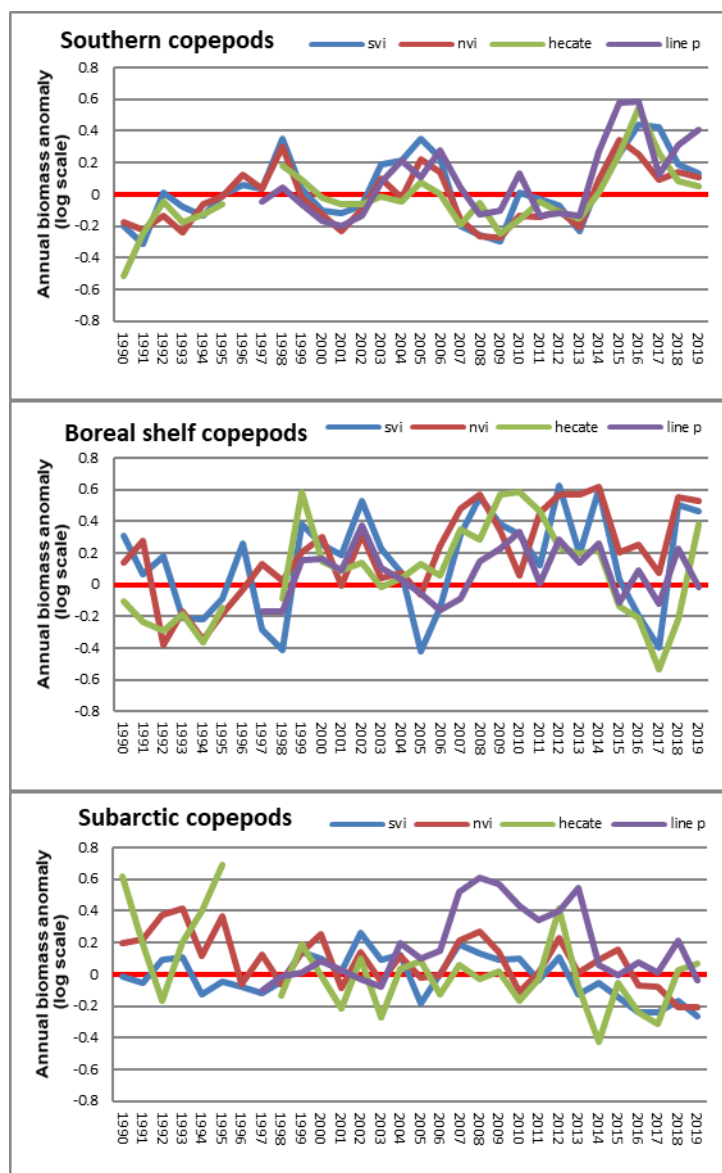 Southern copepods
svi nvi hecate line p
Annual biomass anomaly
(log scale)
0.8
0.6
0.4
0.2
0
-0.2
-0.4
-0.6
-0.8
1990 1991 1992 1993 1994 1995 1996 1997 1998 1999 2000 2001 2002 2003 2004 2005 2006 2007 2008 2009 2010 2011 2012 2013 2014 2015 2016 2017 2018 2019
Boreal shelf copepods
svi nvi hecate line p
Annual biomass anomaly
(log scale)
0.8
0.6
0.4
0.2
0
-0.2
-0.4
-0.6
-0.8
1990 1991 1992 1993 1994 1995 1996 1997 1998 1999 2000 2001 2002 2003 2004 2005 2006 2007 2008 2009 2010 2011 2012 2013 2014 2015 2016 2017 2018 2019
Subarctic copepods
svi nvi hecate line p
Annual biomass anomaly
(log scale)
0.8
0.6
0.4
0.2
0
-0.2
-0.4
-0.6
-0.8
1990 1991 1992 1993 1994 1995 1996 1997 1998 1999 2000 2001 2002 2003 2004 2005 2006 2007 2008 2009 2010 2011 2012 2013 2014 2015 2016 2017 2018 2019